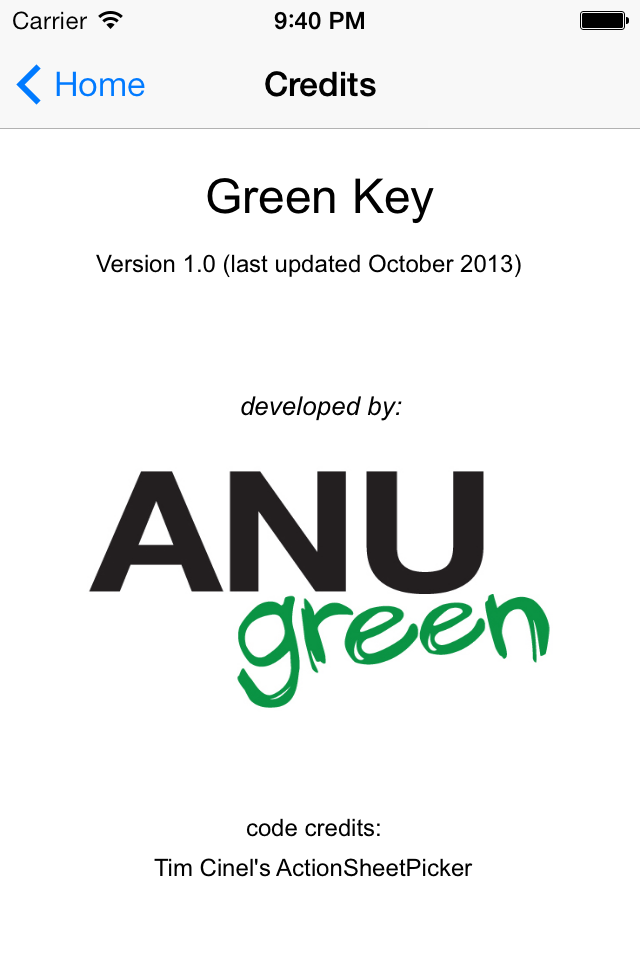 Carrier 9:40 PM
Home Credits
Green Key
Version 1.0 (last updated October 2013)
developed by:
ANU
green
code credits:
Tim Cinel's ActionSheetPicker